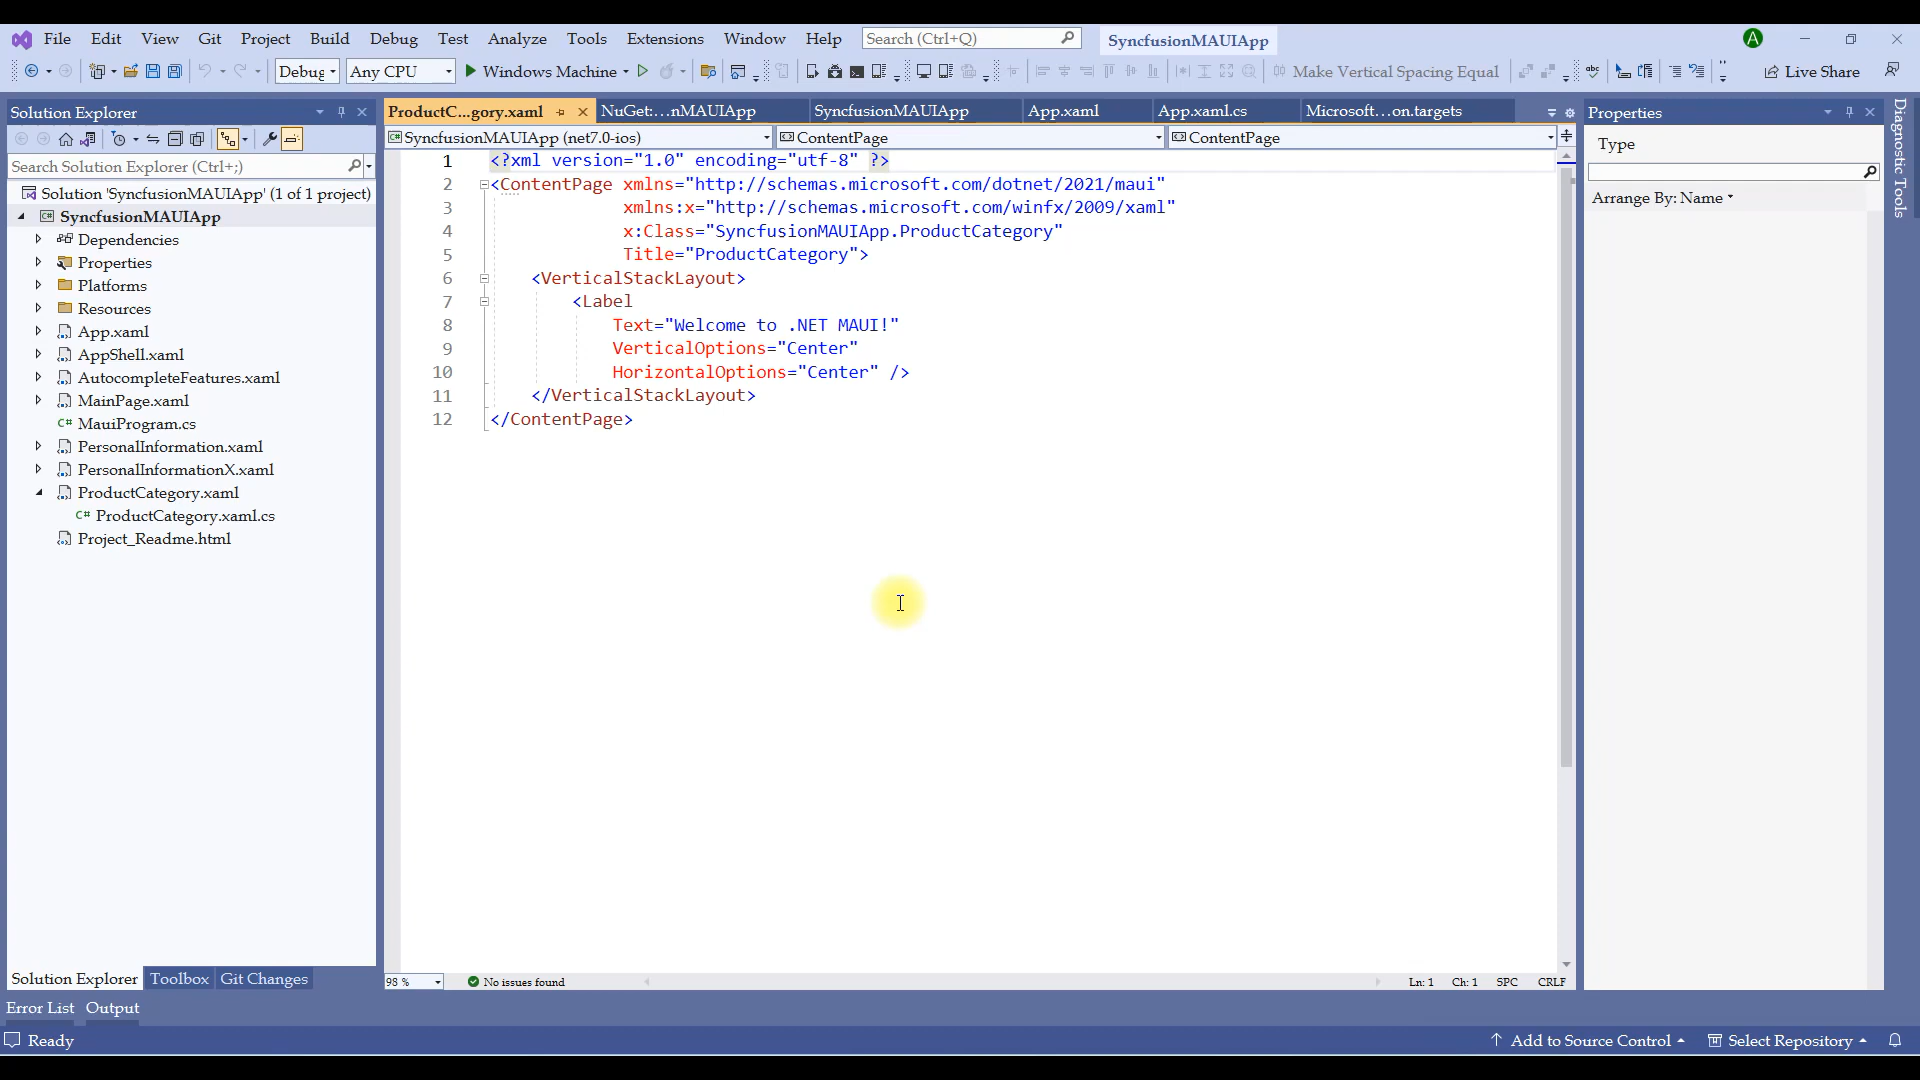 File Edit View Git Project Build Debug Test Analyze Tools Extensions Window Help Search (Ctrl+Q) SyncfusionMAUIApp A
Debug Any CPU Windows Machine Make Vertical Spacing Equal Live Share
Solution Explorer
Search Solution Explorer (Ctrl+;)
Solution 'SyncfusionMAUIApp' (1 of 1 project)
SyncfusionMAUIApp
Dependencies
Properties
Platforms
Resources
App.xaml
AppShell.xaml
AutocompleteFeatures.xaml
MainPage.xaml
C# MauiProgram.cs
PersonalInformation.xaml
PersonalInformationX.xaml
ProductCategory.xaml
C# ProductCategory.xaml.cs
Project_Readme.html
Solution Explorer Toolbox Git Changes
ProductC...gory.xaml NuGet:...nMAUIApp SyncfusionMAUIApp App.xaml App.xaml.cs Microsoft...on.targets
SyncfusionMAUIApp (net7.0-ios) ContentPage ContentPage
1 <?xml version="1.0" encoding="utf-8" ?>
2 <ContentPage xmlns="http://schemas.microsoft.com/dotnet/2021/maui"
3 xmlns:x="http://schemas.microsoft.com/winfx/2009/xaml"
4 x:Class="SyncfusionMAUIApp.ProductCategory"
5 Title="ProductCategory">
6 <VerticalStackLayout>
7 <Label
8 Text="Welcome to .NET MAUI!"
9 VerticalOptions="Center"
10 HorizontalOptions="Center" />
11 </VerticalStackLayout>
12 </ContentPage>
98 % No issues found Ln: 1 Ch: 1 SPC CRLF
Properties
Type
Arrange By: Name
Diagnostic Tools
Error List Output
Ready Add to Source Control Select Repository